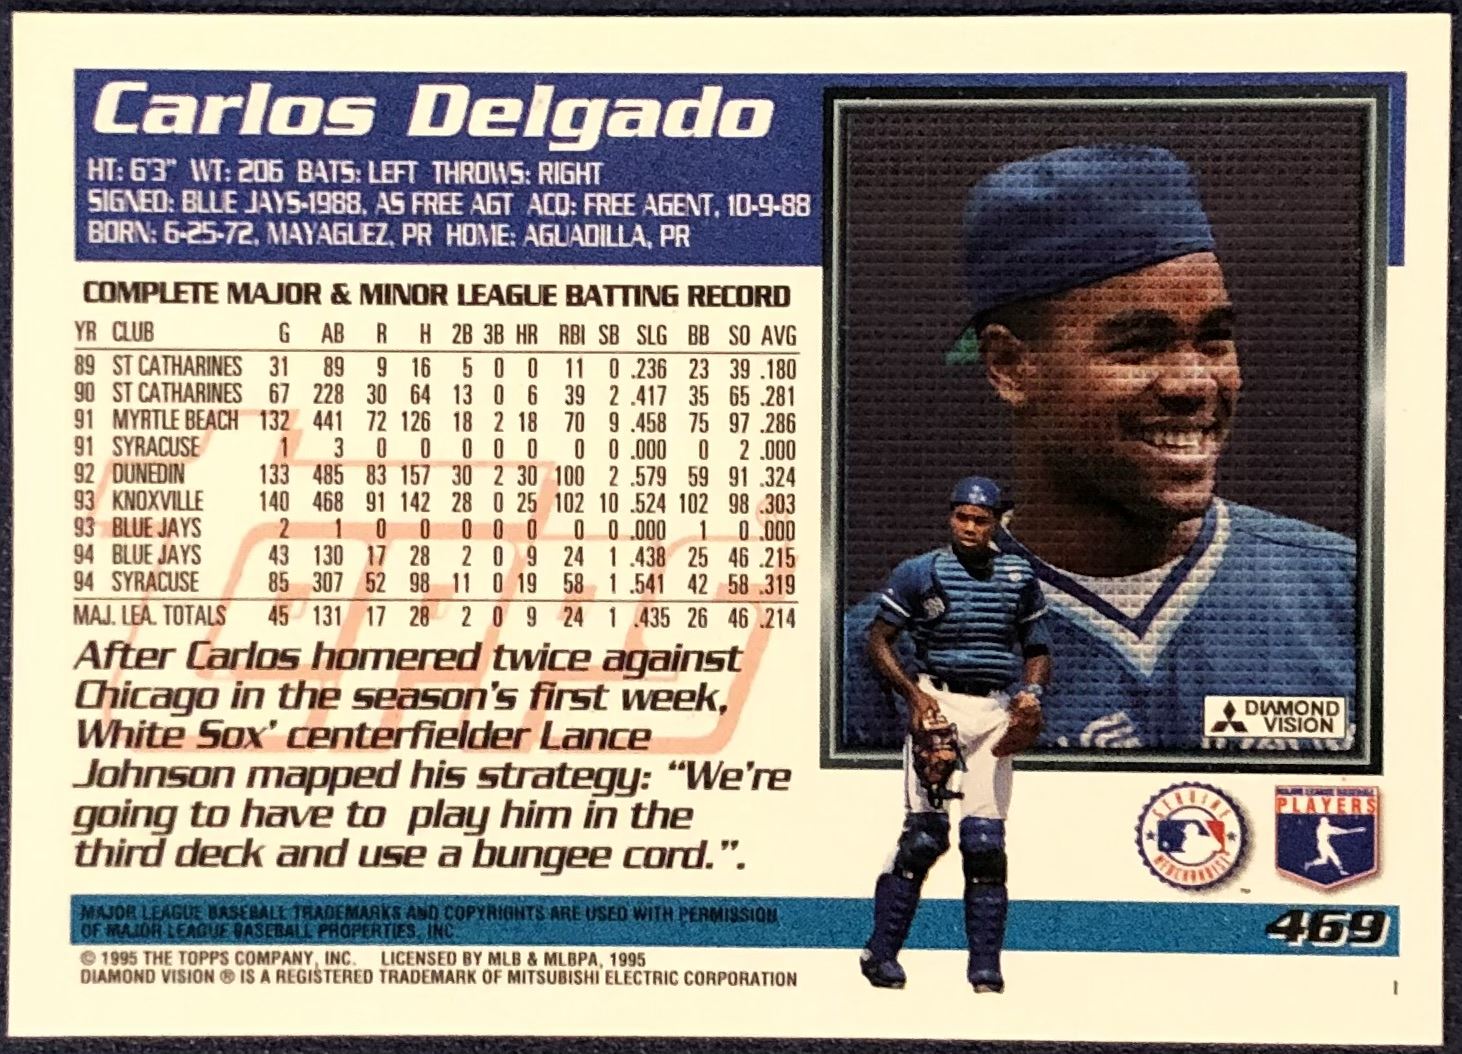 Carlos Delgado
HT: 6'3" WT: 206 BATS: LEFT THROWS: RIGHT
SIGNED: BLUE JAYS-1988, AS FREE AGT ACQ: FREE AGENT, 10-9-88
BORN: 6-25-72, MAYAGUEZ, PR HOME: AGUADILLA, PR
COMPLETE MAJOR & MINOR LEAGUE BATTING RECORD
YR CLUB G AB R H 2B 3B HR RBI SB SLG BB SO AVG
89 ST CATHARINES 31 89 9 16 5 0 0 11 0 .236 23 39 .180
90 ST CATHARINES 67 228 30 64 13 0 6 39 2 .417 35 65 .281
91 MYRTLE BEACH 132 441 72 126 18 2 18 70 9 .458 75 97 .286
91 SYRACUSE 1 3 0 0 0 0 0 0 0 .000 0 2 .000
92 DUNEDIN 133 485 83 157 30 2 30 100 2 .579 59 91 .324
93 KNOXVILLE 140 468 91 142 28 0 25 102 10 .524 102 98 .303
93 BLUE JAYS 2 1 0 0 0 0 0 0 0 .000 1 0 .000
94 BLUE JAYS 43 130 17 28 2 0 9 24 1 .438 25 46 .215
94 SYRACUSE 85 307 52 98 11 0 19 58 1 .541 42 58 .319
MAJ. LEA. TOTALS 45 131 17 28 2 0 9 24 1 .435 26 46 .214
Topps
After Carlos homered twice against
Chicago in the season's first week,
White Sox' centerfielder Lance
Johnson mapped his strategy: "We're
going to have to play him in the
third deck and use a bungee cord.".
DIAMOND
VISION
GENUINE
MERCHANDISE
™
MAJOR LEAGUE BASEBALL
PLAYERS
469
MAJOR LEAGUE BASEBALL TRADEMARKS AND COPYRIGHTS ARE USED WITH PERMISSION
OF MAJOR LEAGUE BASEBALL PROPERTIES, INC
© 1995 THE TOPPS COMPANY, INC. LICENSED BY MLB & MLBPA, 1995
DIAMOND VISION ® IS A REGISTERED TRADEMARK OF MITSUBISHI ELECTRIC CORPORATION
I